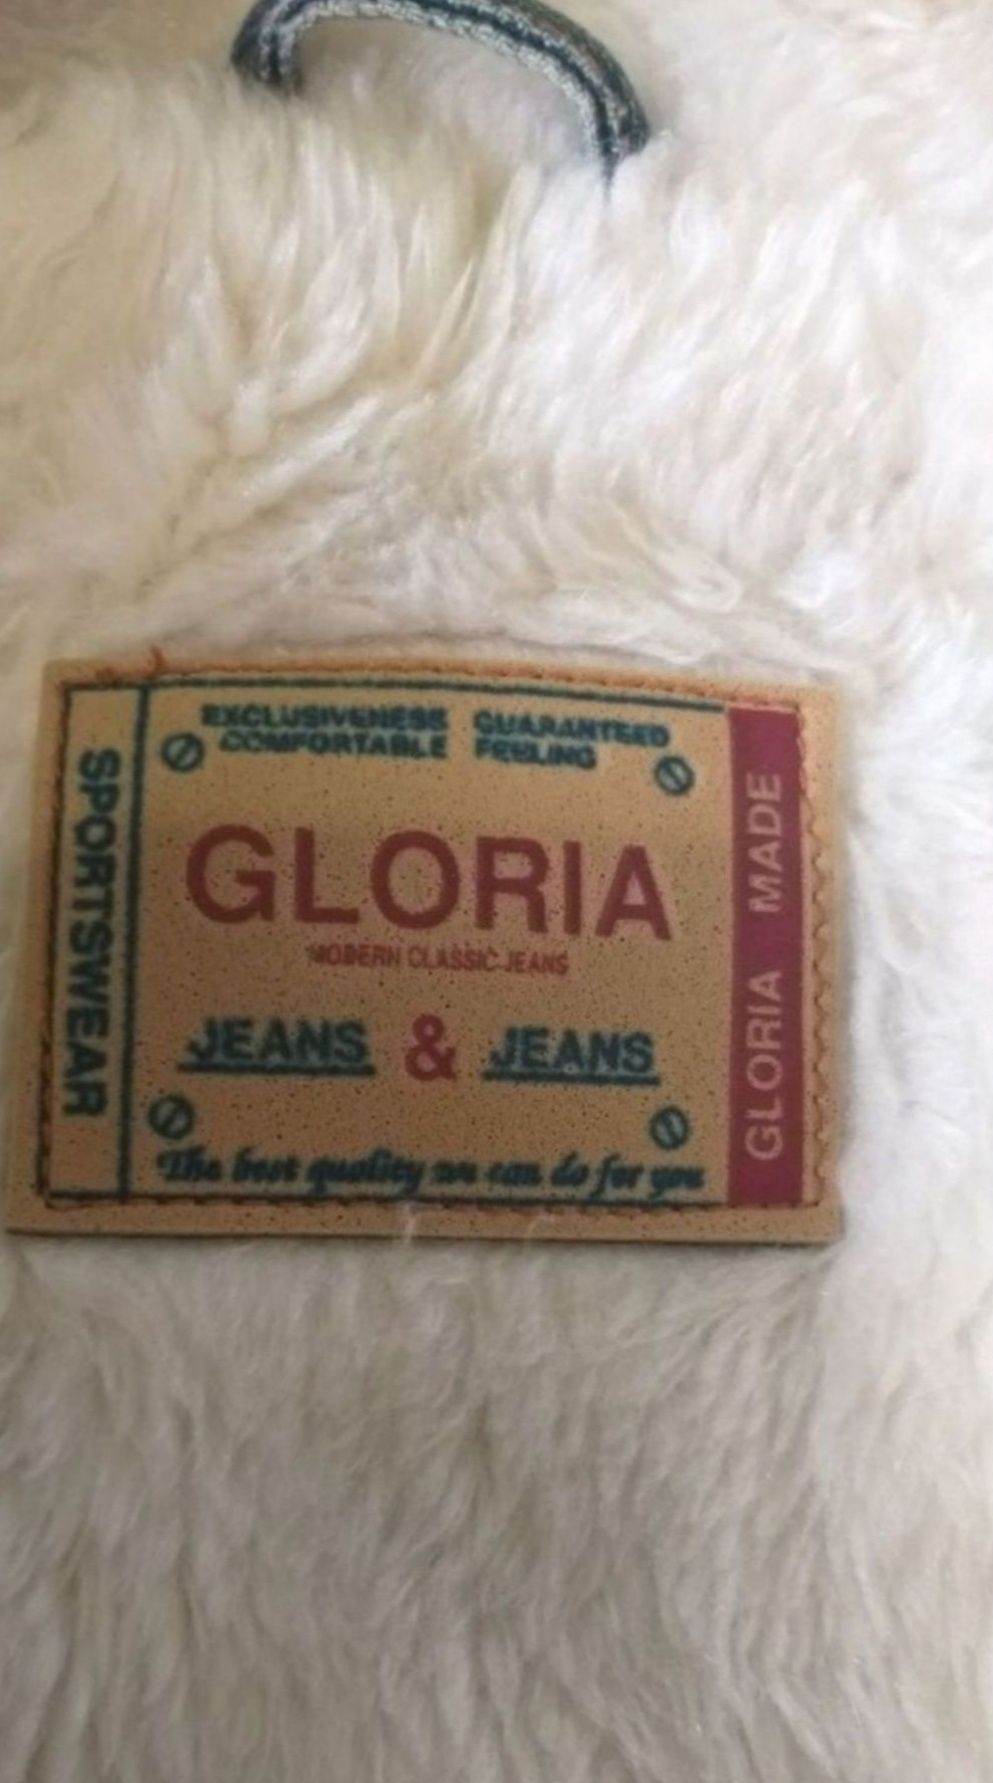 EXCLUSIVENESS GUARANTEED
COMFORTABLE FEELING
SPORTSWEAR
GLORIA
MODERN CLASSIC JEANS
JEANS & JEANS
The best quality we can do for you
GLORIA MADE